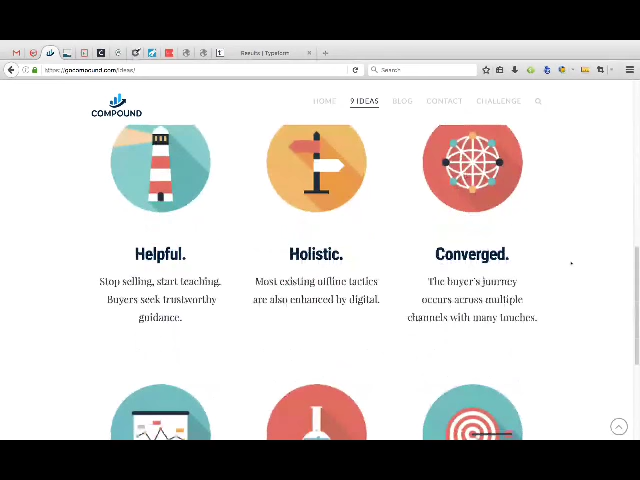 Results | Typeform
https://gocompound.com/ideas/
Search
COMPOUND
HOME
9 IDEAS
BLOG
CONTACT
CHALLENGE
Helpful.
Stop selling, start teaching.
Buyers seek trustworthy
guidance.
Holistic.
Most existing offline tactics
are also enhanced by digital.
Converged.
The buyer's journey
occurs across multiple
channels with many touches.